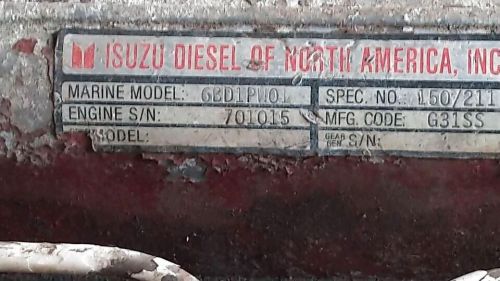 ISUZU DIESEL OF NORTH AMERICA, INC
MARINE MODEL: 6BD1PW01 SPEC. NO. 150/211
ENGINE S/N: 701015 MFG. CODE: G31SS
MODEL: GEAR GEN S/N: